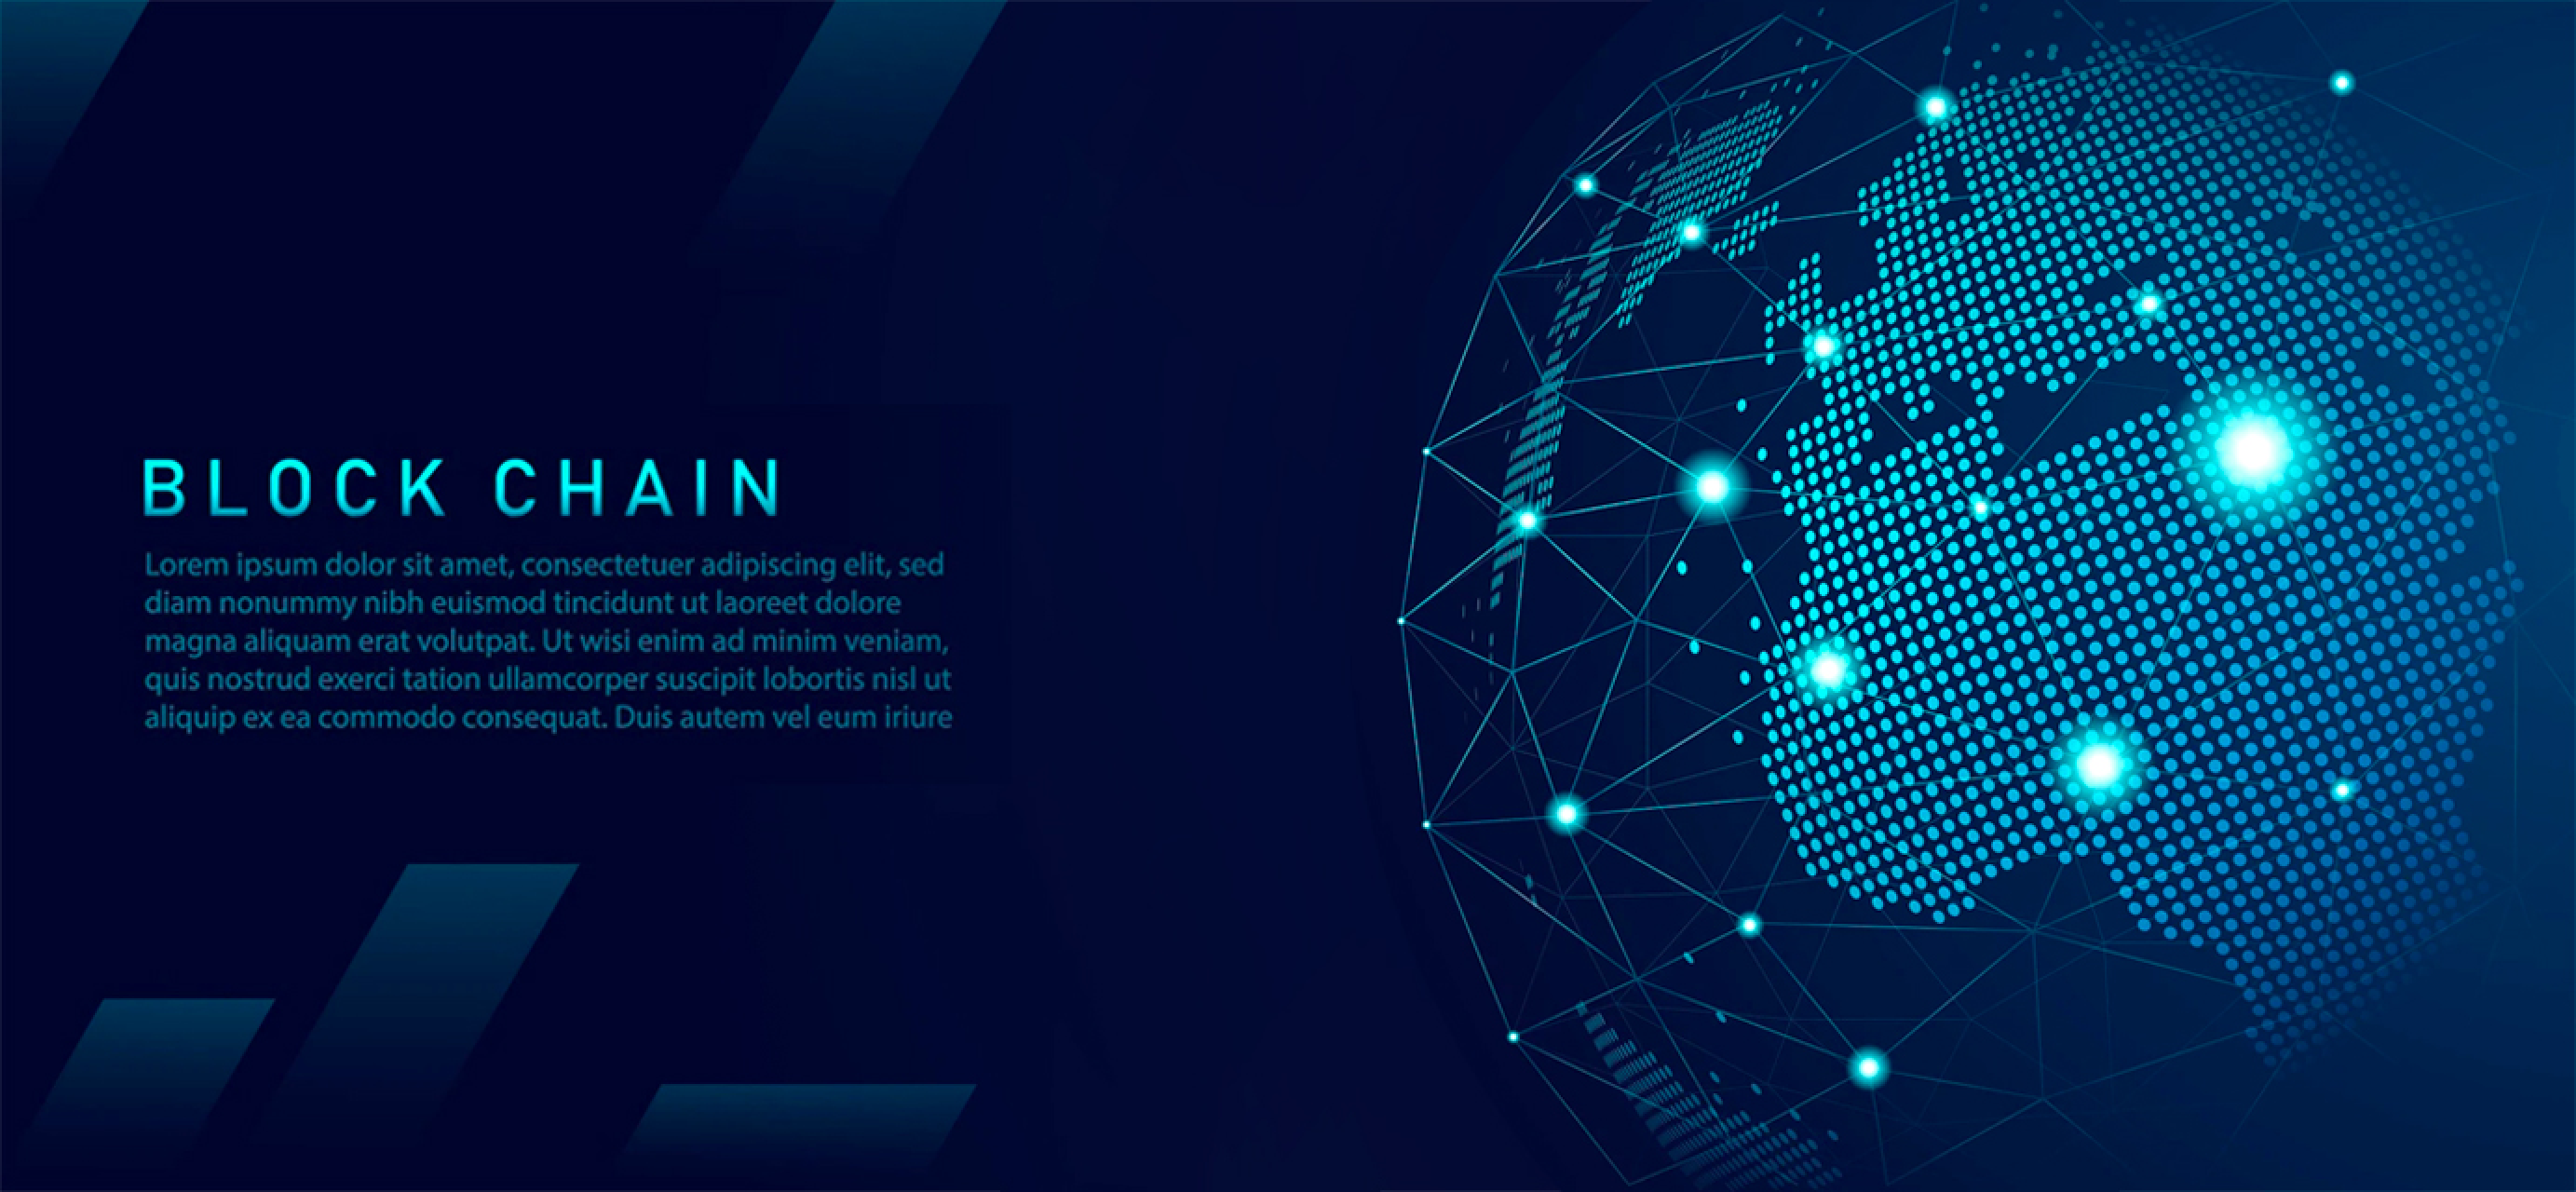 BLOCK CHAIN
Lorem ipsum dolor sit amet, consectetuer adipiscing elit, sed
diam nonummy nibh euismod tincidunt ut laoreet dolore
magna aliquam erat volutpat. Ut wisi enim ad minim veniam,
quis nostrud exerci tation ullamcorper suscipit lobortis nisl ut
aliquip ex ea commodo consequat. Duis autem vel eum iriure